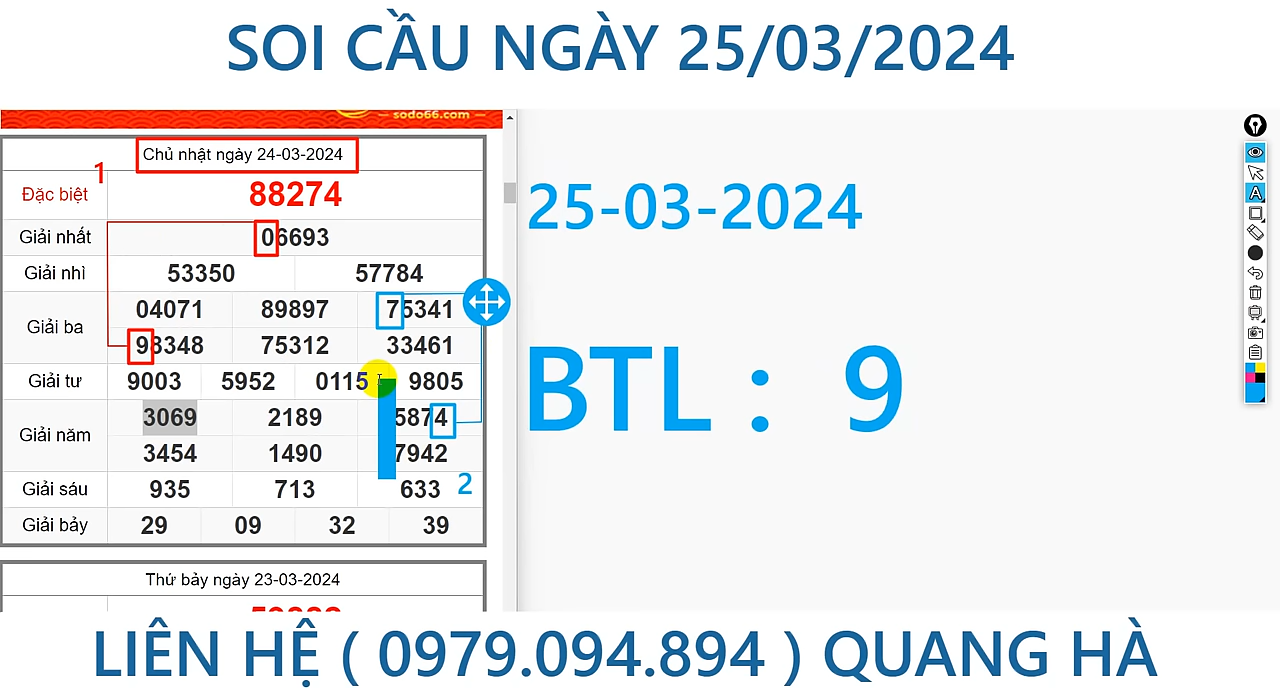 SOI CẦU NGÀY 25/03/2024
sodo66.com
Chủ nhật ngày 24-03-2024
1
Đặc biệt 88274
Giải nhất 06693
Giải nhì 53350 57784
Giải ba 04071 89897 75341
98348 75312 33461
Giải tư 9003 5952 0115 9805
Giải năm 3069 2189 5874
3454 1490 7942
Giải sáu 935 713 633
2
Giải bảy 29 09 32 39
Thứ bảy ngày 23-03-2024
25-03-2024
BTL : 9
A
LIÊN HỆ ( 0979.094.894 ) QUANG HÀ